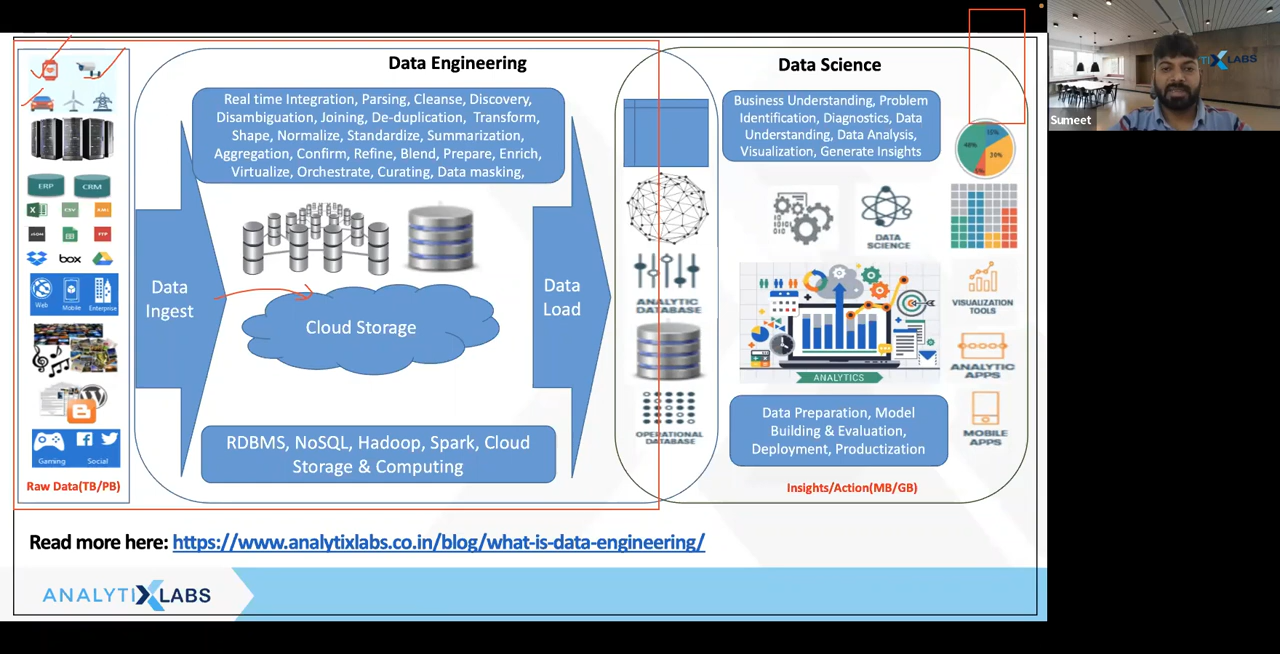 Data Engineering
Data Science
Real time Integration, Parsing, Cleanse, Discovery,
Disambiguation, Joining, De-duplication, Transform,
Shape, Normalize, Standardize, Summarization,
Aggregation, Confirm, Refine, Blend, Prepare, Enrich,
Virtualize, Orchestrate, Curating, Data masking,
Business Understanding, Problem
Identification, Diagnostics, Data
Understanding, Data Analysis,
Visualization, Generate Insights
LABS
Sumeet
48%
15%
30%
ERP
CRM
CSV
box
Web
Mobile
Enterprise
Gaming
Social
Raw Data(TB/PB)
Data
Ingest
Cloud Storage
RDBMS, NoSQL, Hadoop, Spark, Cloud
Storage & Computing
Data
Load
ANALYTIC
DATABASE
OPERATIONAL
DATABASE
DATA
SCIENCE
ANALYTICS
VISUALIZATION
TOOLS
ANALYTIC
APPS
MOBILE
APPS
Data Preparation, Model
Building & Evaluation,
Deployment, Productization
Insights/Action(MB/GB)
Read more here: https://www.analytixlabs.co.in/blog/what-is-data-engineering/
ANALYTIXLABS